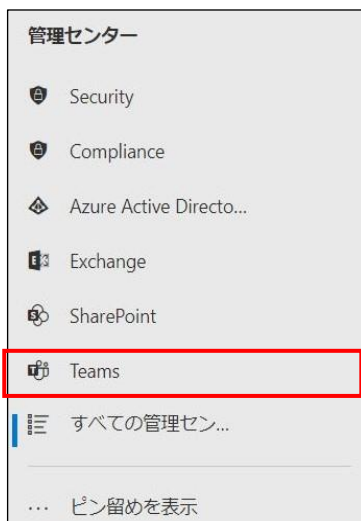 管理センター
Security
Compliance
Azure Active Directo...
Exchange
SharePoint
Teams
すべての管理セン...
… ピン留めを表示